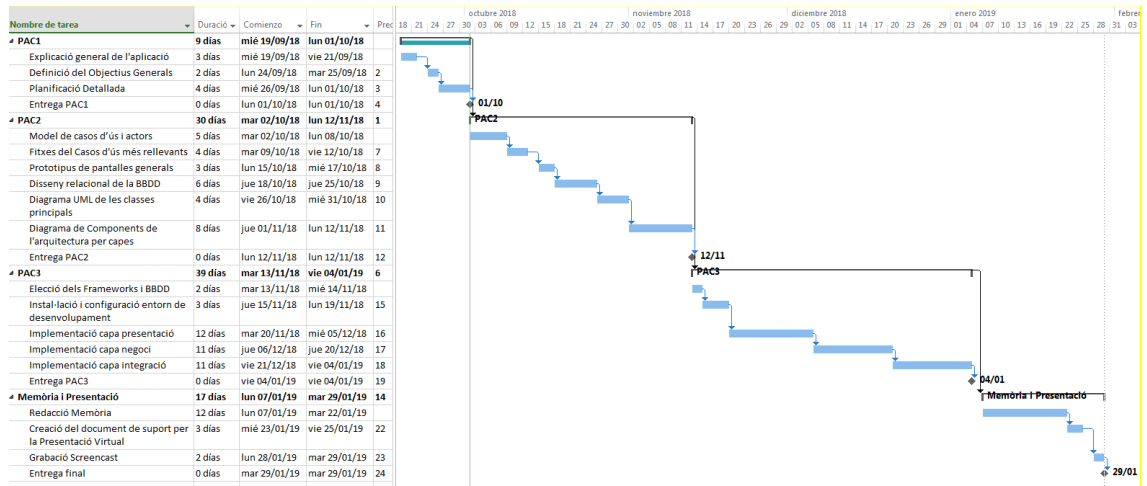 octubre 2018 noviembre 2018 diciembre 2018 enero 2019 febrer
Nombre de tarea Duració Comienzo Fin Prec 18 21 24 27 30 03 06 09 12 15 18 21 24 27 30 02 05 08 11 14 17 20 23 26 29 02 05 08 11 14 17 20 23 26 29 01 04 07 10 13 16 19 22 25 28 31 03
PAC1 9 días mié 19/09/18 lun 01/10/18
Explicació general de l'aplicació 3 días mié 19/09/18 vie 21/09/18
Definició del Objectius Generals 2 días lun 24/09/18 mar 25/09/18 2
Planificació Detallada 4 días mié 26/09/18 lun 01/10/18 3
Entrega PAC1 0 días lun 01/10/18 lun 01/10/18 4 01/10
PAC2 30 días mar 02/10/18 lun 12/11/18 1 PAC2
Model de casos d'ús i actors 5 días mar 02/10/18 lun 08/10/18
Fitxes del Casos d'ús més rellevants 4 días mar 09/10/18 vie 12/10/18 7
Prototipus de pantalles generals 3 días lun 15/10/18 mié 17/10/18 8
Disseny relacional de la BBDD 6 días jue 18/10/18 jue 25/10/18 9
Diagrama UML de les classes 4 días vie 26/10/18 mié 31/10/18 10
principals
Diagrama de Components de 8 días jue 01/11/18 lun 12/11/18 11
l'arquitectura per capes
Entrega PAC2 0 días lun 12/11/18 lun 12/11/18 12 12/11
PAC3 39 días mar 13/11/18 vie 04/01/19 6 PAC3
Elecció dels Frameworks i BBDD 2 días mar 13/11/18 mié 14/11/18
Instal·lació i configuració entorn de 3 días jue 15/11/18 lun 19/11/18 15
desenvolupament
Implementació capa presentació 12 días mar 20/11/18 mié 05/12/18 16
Implementació capa negoci 11 días jue 06/12/18 jue 20/12/18 17
Implementació capa integració 11 días vie 21/12/18 vie 04/01/19 18
Entrega PAC3 0 días vie 04/01/19 vie 04/01/19 19 04/01
Memòria i Presentació 17 días lun 07/01/19 mar 29/01/19 14 Memòria i Presentació
Redacció Memòria 12 días lun 07/01/19 mar 22/01/19
Creació del document de suport per 3 días mié 23/01/19 vie 25/01/19 22
la Presentació Virtual
Grabació Screencast 2 días lun 28/01/19 mar 29/01/19 23
Entrega final 0 días mar 29/01/19 mar 29/01/19 24 29/01